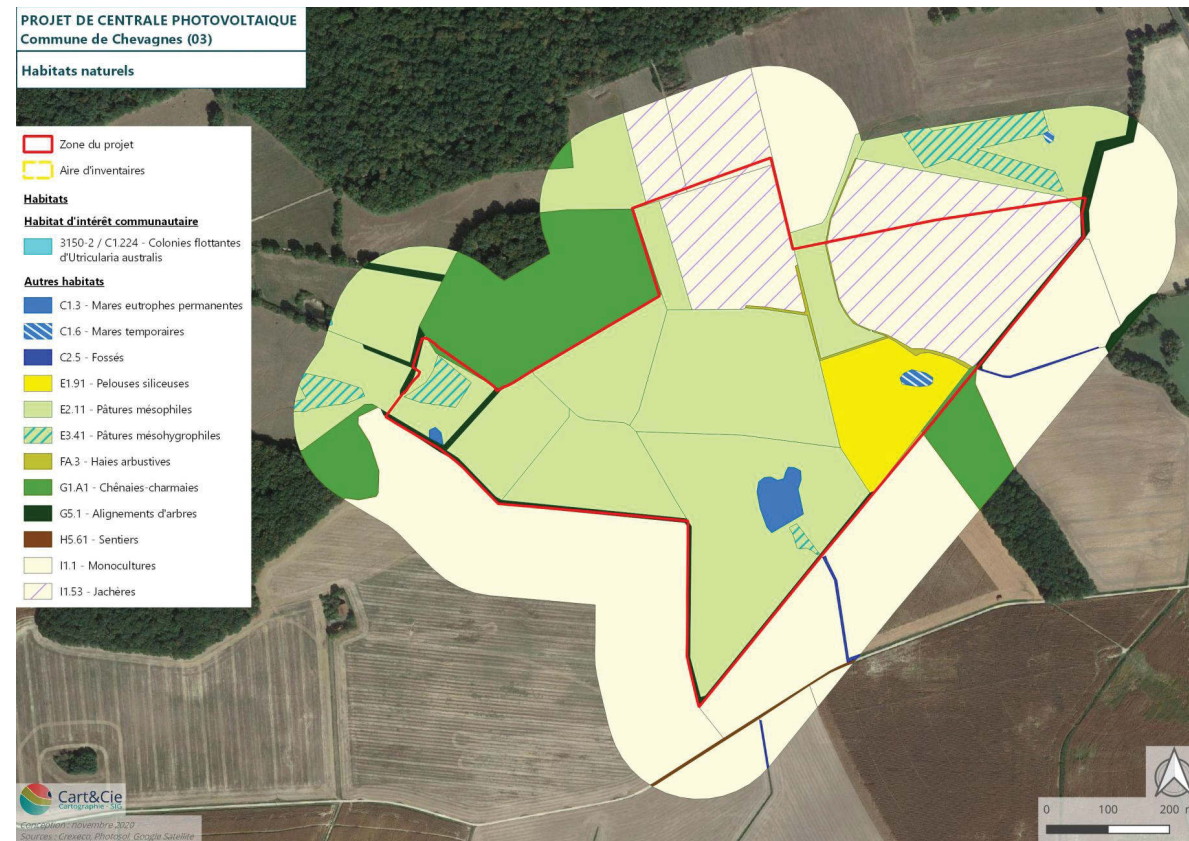 PROJET DE CENTRALE PHOTOVOLTAIQUE
Commune de Chevagnes (03)
Habitats naturels
Zone du projet
Aire d'inventaires
Habitats
Habitat d'intérêt communautaire
3150-2 / C1.224 - Colonies flottantes
d'Utricularia australis
Autres habitats
C1.3 - Mares eutrophes permanentes
C1.6 - Mares temporaires
C2.5 - Fossés
E1.91 - Pelouses siliceuses
E2.11 - Pâtures mésophiles
E3.41 - Pâtures mésohygrophiles
FA.3 - Haies arbustives
G1.A1 - Chênaies-charmaies
G5.1 - Alignements d'arbres
H5.61 - Sentiers
I1.1 - Monocultures
I1.53 - Jachères
Cart&Cie
Cartographie - SIG
Conception : novembre 2020
Sources : Crexeco, Photosol, Google Satellite
0 100 200 m